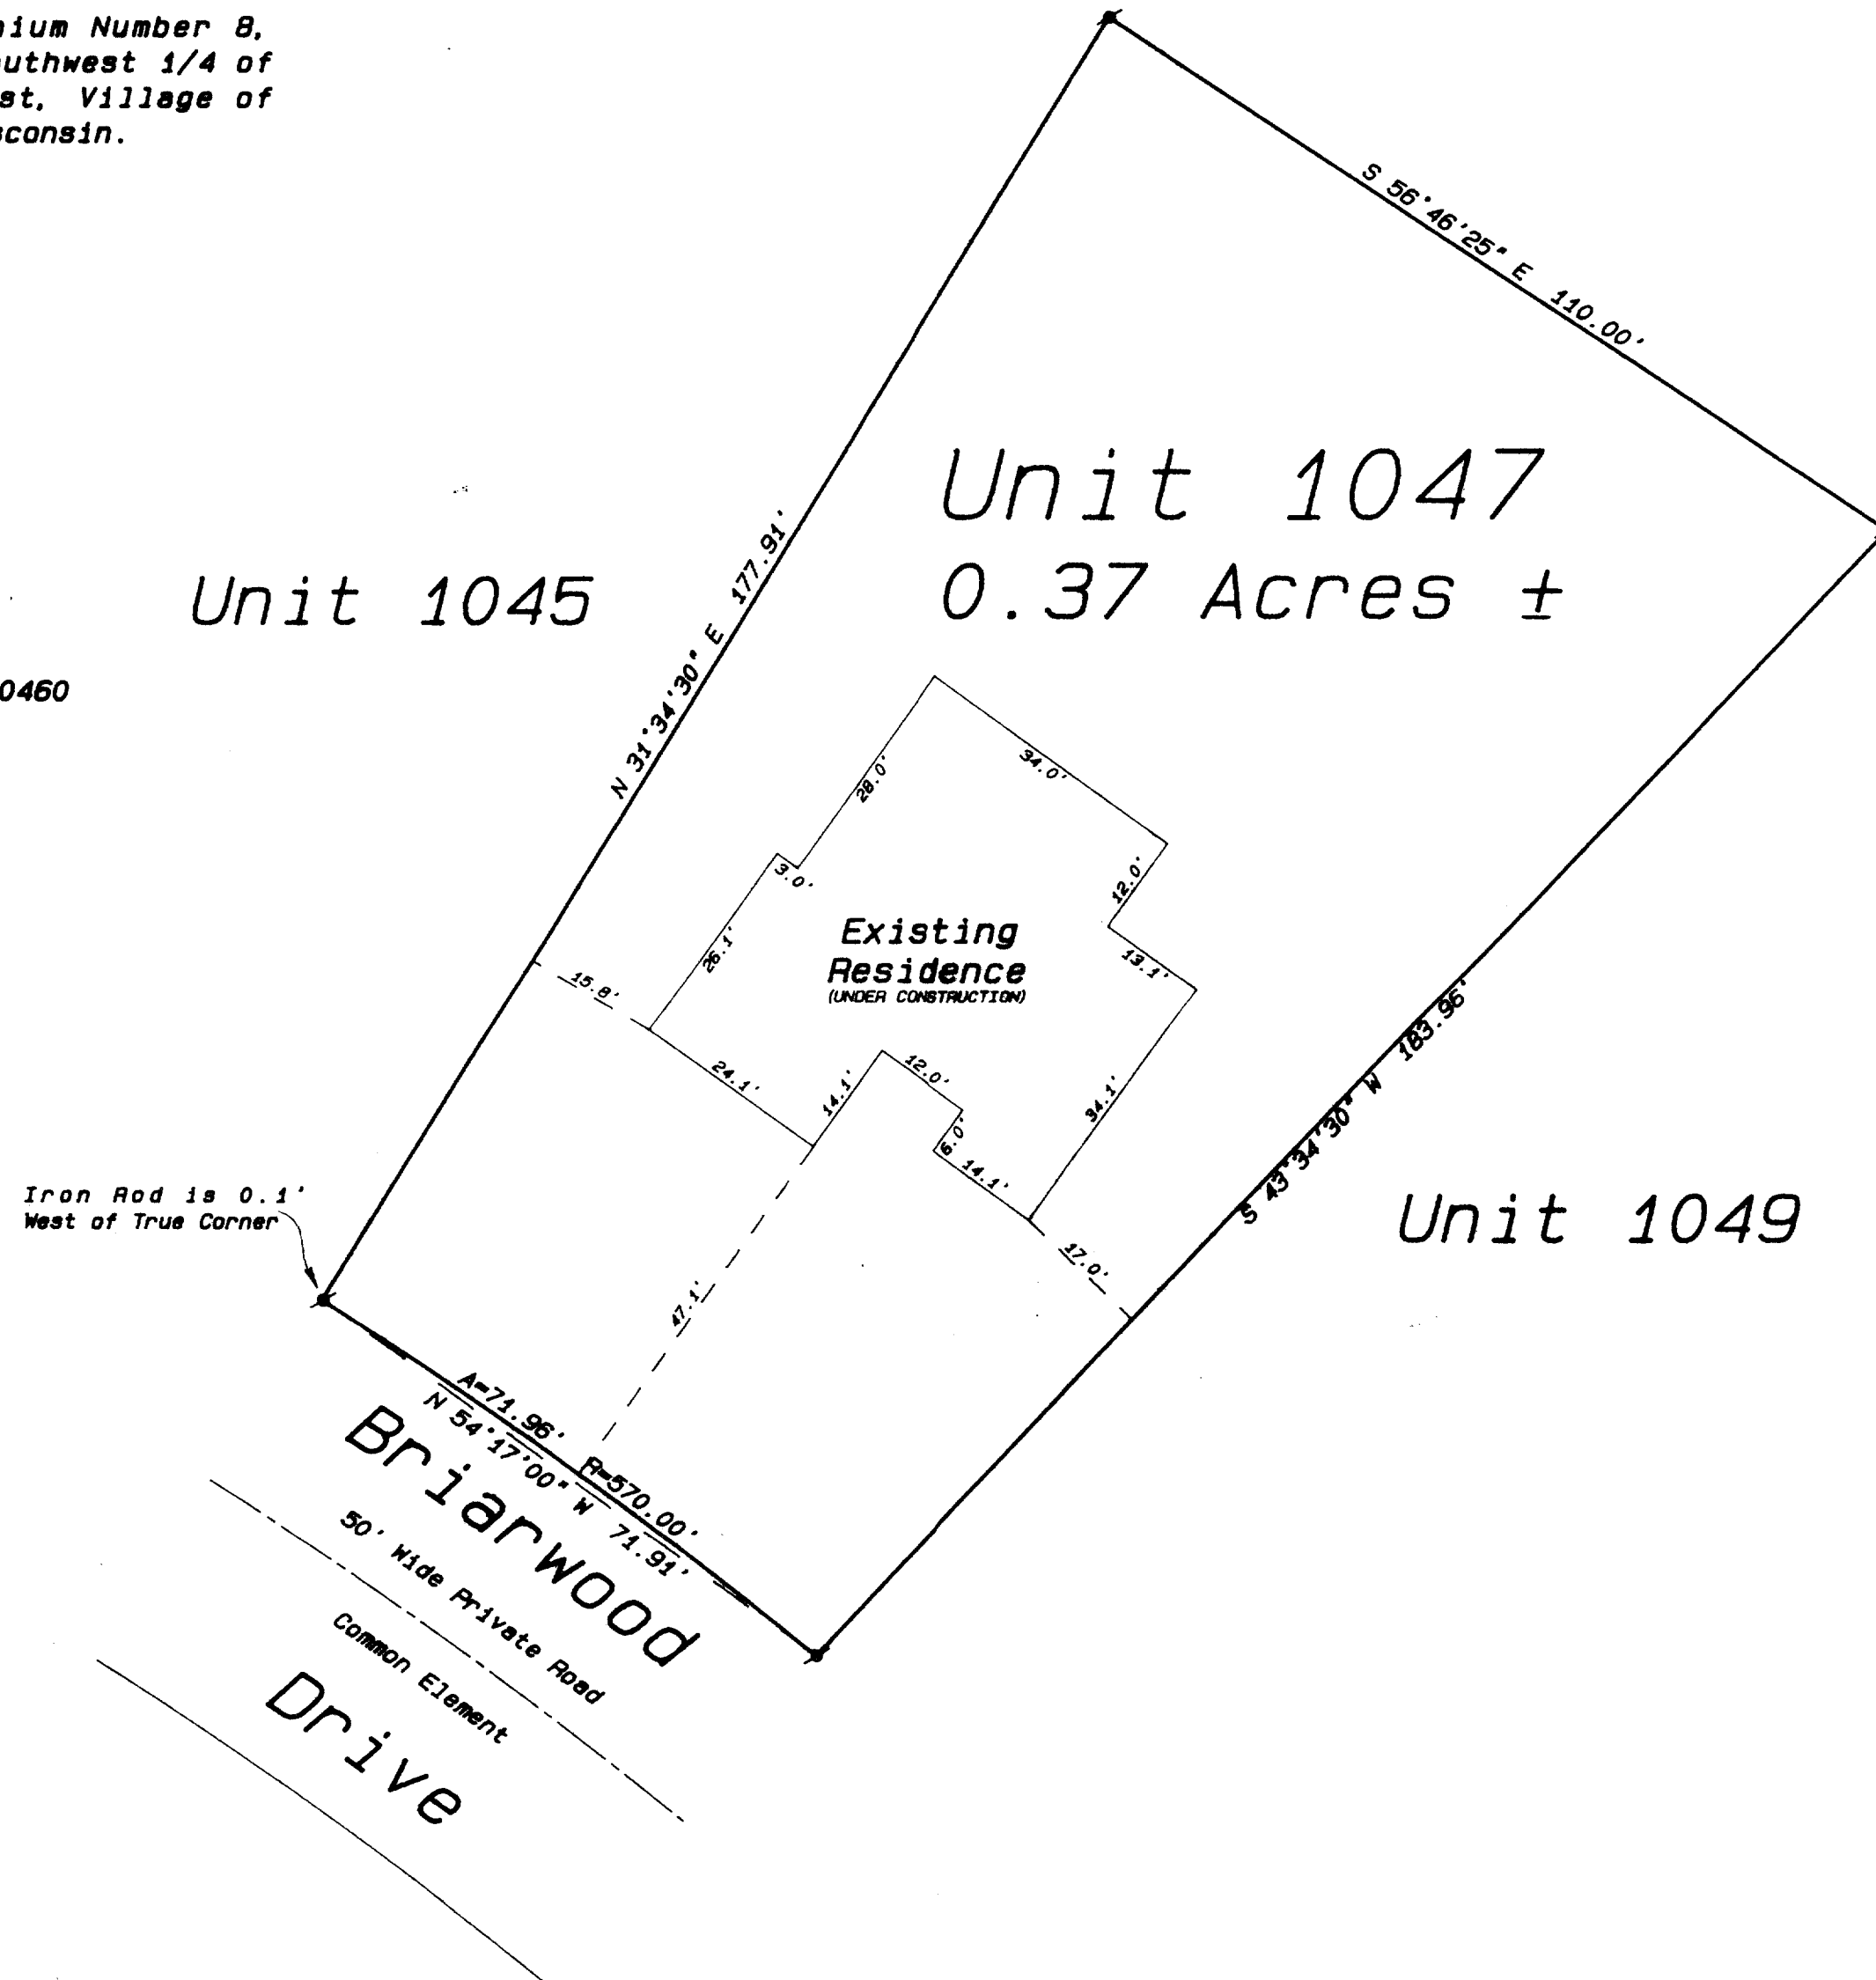 nium Number 8,
uthwest 1/4 of
st, Village of
sconsin.
S 56°46'25" E 110.00'
Unit 1047
0.37 Acres ±
Unit 1045
N 31°34'30" E 177.91'
0460
34.0'
28.0'
3.0'
12.0'
26.1'
13.1'
Existing
Residence
(UNDER CONSTRUCTION)
15.8'
24.1'
14.1'
12.0'
6.0'
14.1'
34.1'
S 43°34'30" W 183.96'
Unit 1049
17.0'
47.1'
Iron Rod is 0.1'
West of True Corner
A=71.96' R=570.00'
N 54°17'00" W 71.91'
Briarwood
50' Wide Private Road
Common Element
Drive